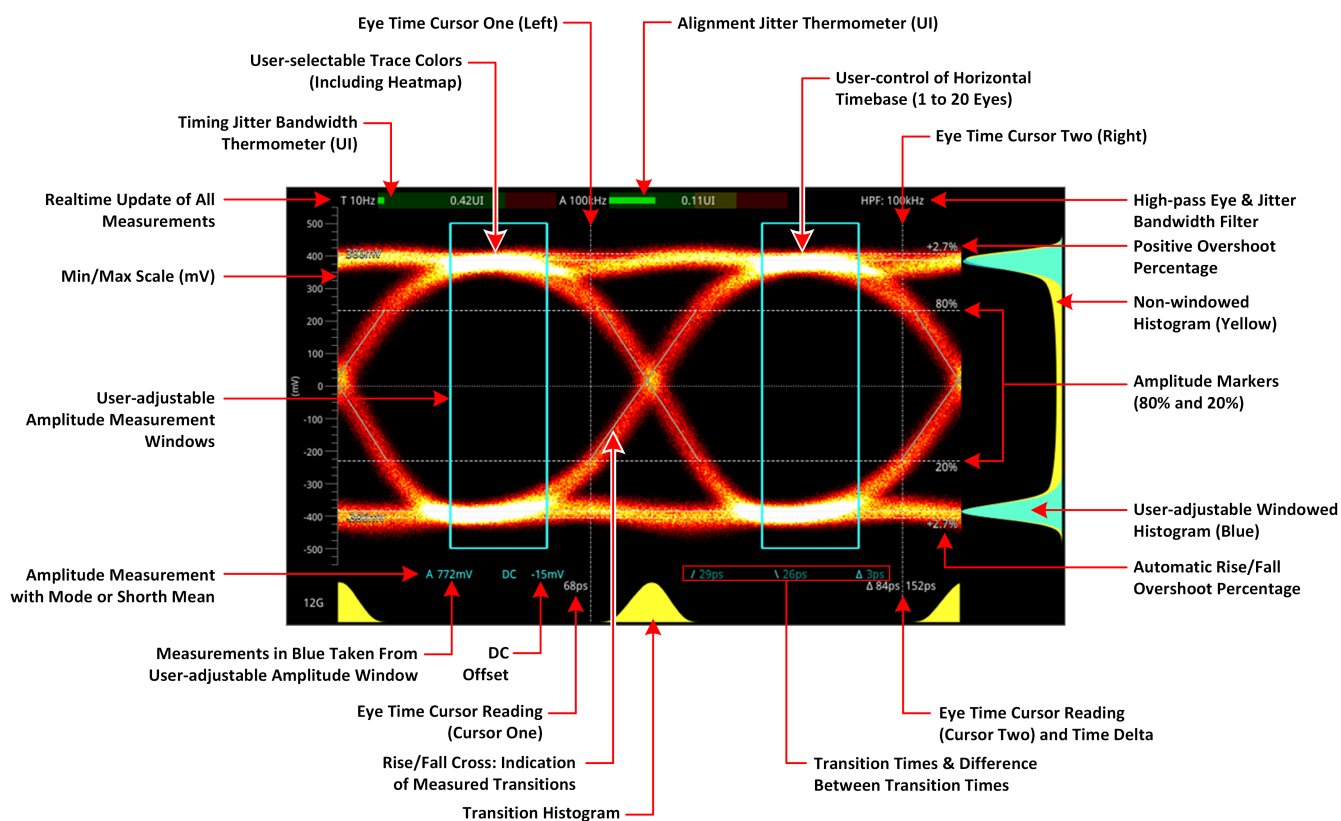 Eye Time Cursor One (Left)
Alignment Jitter Thermometer (UI)
User-selectable Trace Colors
(Including Heatmap)
User-control of Horizontal
Timebase (1 to 20 Eyes)
Timing Jitter Bandwidth
Thermometer (UI)
Eye Time Cursor Two (Right)
Realtime Update of All
Measurements
T 10Hz
0.42UI
A 100kHz
0.11UI
HPF: 100kHz
High-pass Eye & Jitter
Bandwidth Filter
500
+2.7%
Positive Overshoot
Percentage
386mV
400
Min/Max Scale (mV)
300
80%
Non-windowed
Histogram (Yellow)
200
100
(mV)
0
Amplitude Markers
(80% and 20%)
User-adjustable
Amplitude Measurement
Windows
-100
-200
20%
-300
-400
+2.7%
User-adjustable Windowed
Histogram (Blue)
-500
Automatic Rise/Fall
Overshoot Percentage
Amplitude Measurement
with Mode or Shorth Mean
A 772mV
DC
-15mV
/ 29ps
\ 26ps
Δ 3ps
68ps
Δ 84ps
152ps
12G
Measurements in Blue Taken From
User-adjustable Amplitude Window
DC
Offset
Eye Time Cursor Reading
(Cursor One)
Eye Time Cursor Reading
(Cursor Two) and Time Delta
Rise/Fall Cross: Indication
of Measured Transitions
Transition Times & Difference
Between Transition Times
Transition Histogram